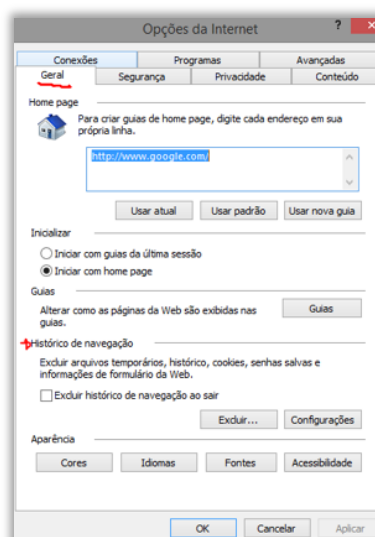 Opções da Internet
?
Conexões Programas Avançadas
Geral Segurança Privacidade Conteúdo
Home page
Para criar guias de home page, digite cada endereço em sua
própria linha.
http://www.google.com/
Usar atual Usar padrão Usar nova guia
Inicializar
Iniciar com guias da última sessão
Iniciar com home page
Guias
Alterar como as páginas da Web são exibidas nas
guias.
Guias
Histórico de navegação
Excluir arquivos temporários, histórico, cookies, senhas salvas e
informações de formulário da Web.
Excluir histórico de navegação ao sair
Excluir... Configurações
Aparência
Cores Idiomas Fontes Acessibilidade
OK Cancelar Aplicar